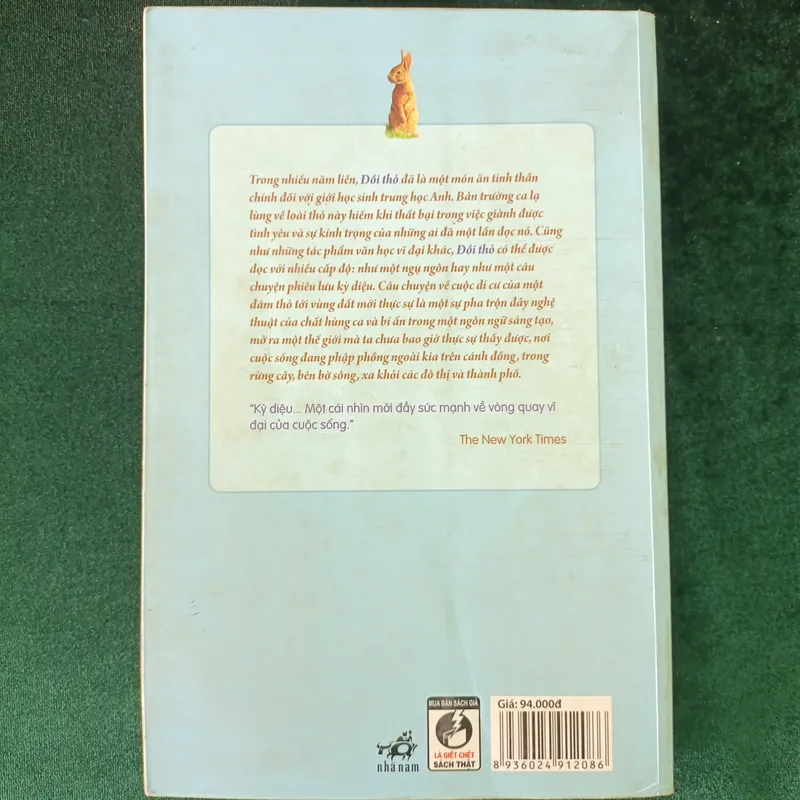 Trong nhiều năm liền, Đồi thỏ đã là một món ăn tinh thần
chính đối với giới học sinh trung học Anh. Bản trường ca lạ
lùng về loài thỏ này hiếm khi thất bại trong việc giành được
tình yêu và sự kính trọng của những ai đã một lần đọc nó. Cũng
như những tác phẩm văn học vĩ đại khác, Đồi thỏ có thể được
đọc với nhiều cấp độ: như một ngụ ngôn hay như một câu
chuyện phiêu lưu kỳ diệu. Câu chuyện về cuộc di cư của một
đám thỏ tới vùng đất mới thực sự là một sự pha trộn đầy nghệ
thuật của chất hùng ca và bí ẩn trong một ngôn ngữ sáng tạo,
mở ra một thế giới mà ta chưa bao giờ thực sự thấy được, nơi
cuộc sống đang phập phồng ngoài kia trên cánh đồng, trong
rừng cây, bên bờ sông, xa khỏi các đô thị và thành phố.
"Kỳ diệu... Một cái nhìn mới đầy sức mạnh về vòng quay vĩ
đại của cuộc sống."
The New York Times
nhã nam
MUA BÁN SÁCH GIẢ
LÀ GIẾT CHẾT
SÁCH THẬT
Giá: 94.000đ
8 936024 912086